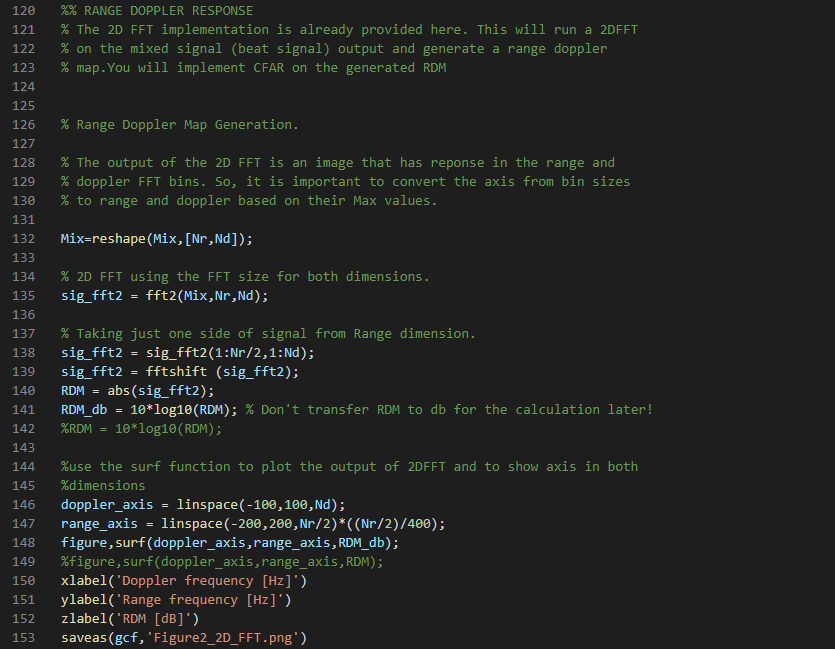 120 %% RANGE DOPPLER RESPONSE
121 % The 2D FFT implementation is already provided here. This will run a 2DFFT
122 % on the mixed signal (beat signal) output and generate a range doppler
123 % map.You will implement CFAR on the generated RDM
124
125
126 % Range Doppler Map Generation.
127
128 % The output of the 2D FFT is an image that has reponse in the range and
129 % doppler FFT bins. So, it is important to convert the axis from bin sizes
130 % to range and doppler based on their Max values.
131
132 Mix=reshape(Mix,[Nr,Nd]);
133
134 % 2D FFT using the FFT size for both dimensions.
135 sig_fft2 = fft2(Mix,Nr,Nd);
136
137 % Taking just one side of signal from Range dimension.
138 sig_fft2 = sig_fft2(1:Nr/2,1:Nd);
139 sig_fft2 = fftshift (sig_fft2);
140 RDM = abs(sig_fft2);
141 RDM_db = 10*log10(RDM); % Don't transfer RDM to db for the calculation later!
142 %RDM = 10*log10(RDM);
143
144 %use the surf function to plot the output of 2DFFT and to show axis in both
145 %dimensions
146 doppler_axis = linspace(-100,100,Nd);
147 range_axis = linspace(-200,200,Nr/2)*((Nr/2)/400);
148 figure,surf(doppler_axis,range_axis,RDM_db);
149 %figure,surf(doppler_axis,range_axis,RDM);
150 xlabel('Doppler frequency [Hz]')
151 ylabel('Range frequency [Hz]')
152 zlabel('RDM [dB]')
153 saveas(gcf,'Figure2_2D_FFT.png')